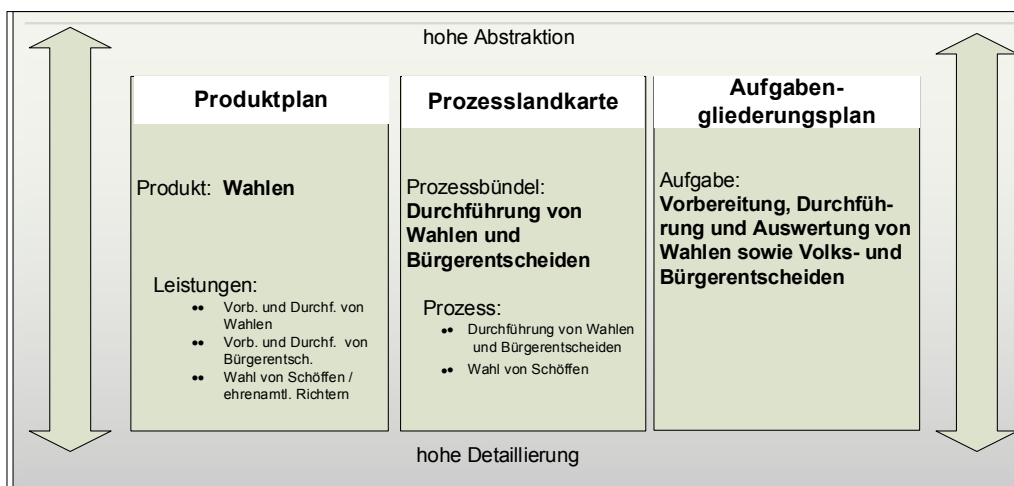 hohe Abstraktion
Produktplan
Produkt: Wahlen
Leistungen:
•• Vorb. und Durchf. von
Wahlen
•• Vorb. und Durchf. von
Bürgerentsch.
•• Wahl von Schöffen /
ehrenamtl. Richtern
Prozesslandkarte
Prozessbündel:
Durchführung von
Wahlen und
Bürgerentscheiden
Prozess:
•• Durchführung von Wahlen
und Bürgerentscheiden
•• Wahl von Schöffen
Aufgaben-
gliederungsplan
Aufgabe:
Vorbereitung, Durchfüh-
rung und Auswertung von
Wahlen sowie Volks- und
Bürgerentscheiden
hohe Detaillierung